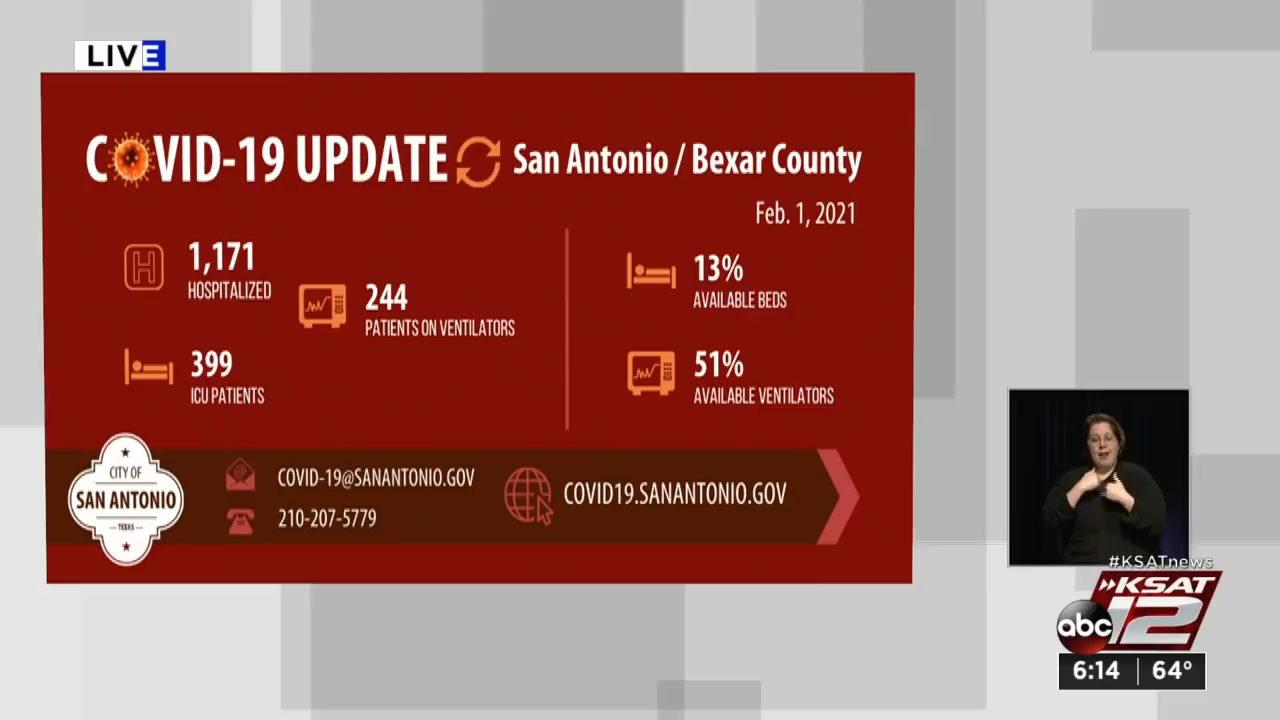 LIVE
COVID-19 UPDATE
San Antonio / Bexar County
Feb. 1, 2021
1,171
HOSPITALIZED
244
PATIENTS ON VENTILATORS
399
ICU PATIENTS
13%
AVAILABLE BEDS
51%
AVAILABLE VENTILATORS
CITY OF
SAN ANTONIO
TEXAS
COVID-19@SANANTONIO.GOV
210-207-5779
COVID19.SANANTONIO.GOV
#KSATnews
KSAT
abc 12
6:14 64°